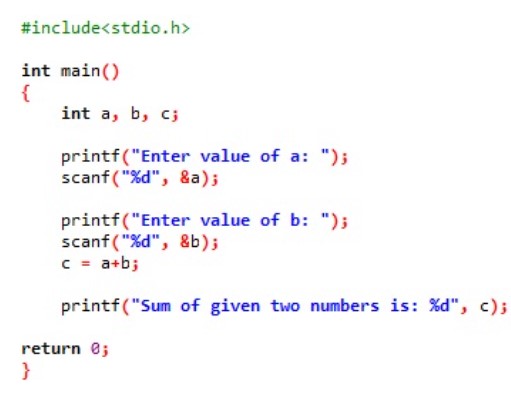 #include<stdio.h>
int main()
{
int a, b, c;
printf("Enter value of a: ");
scanf("%d", &a);
printf("Enter value of b: ");
scanf("%d", &b);
c = a+b;
printf("Sum of given two numbers is: %d", c);
return 0;
}